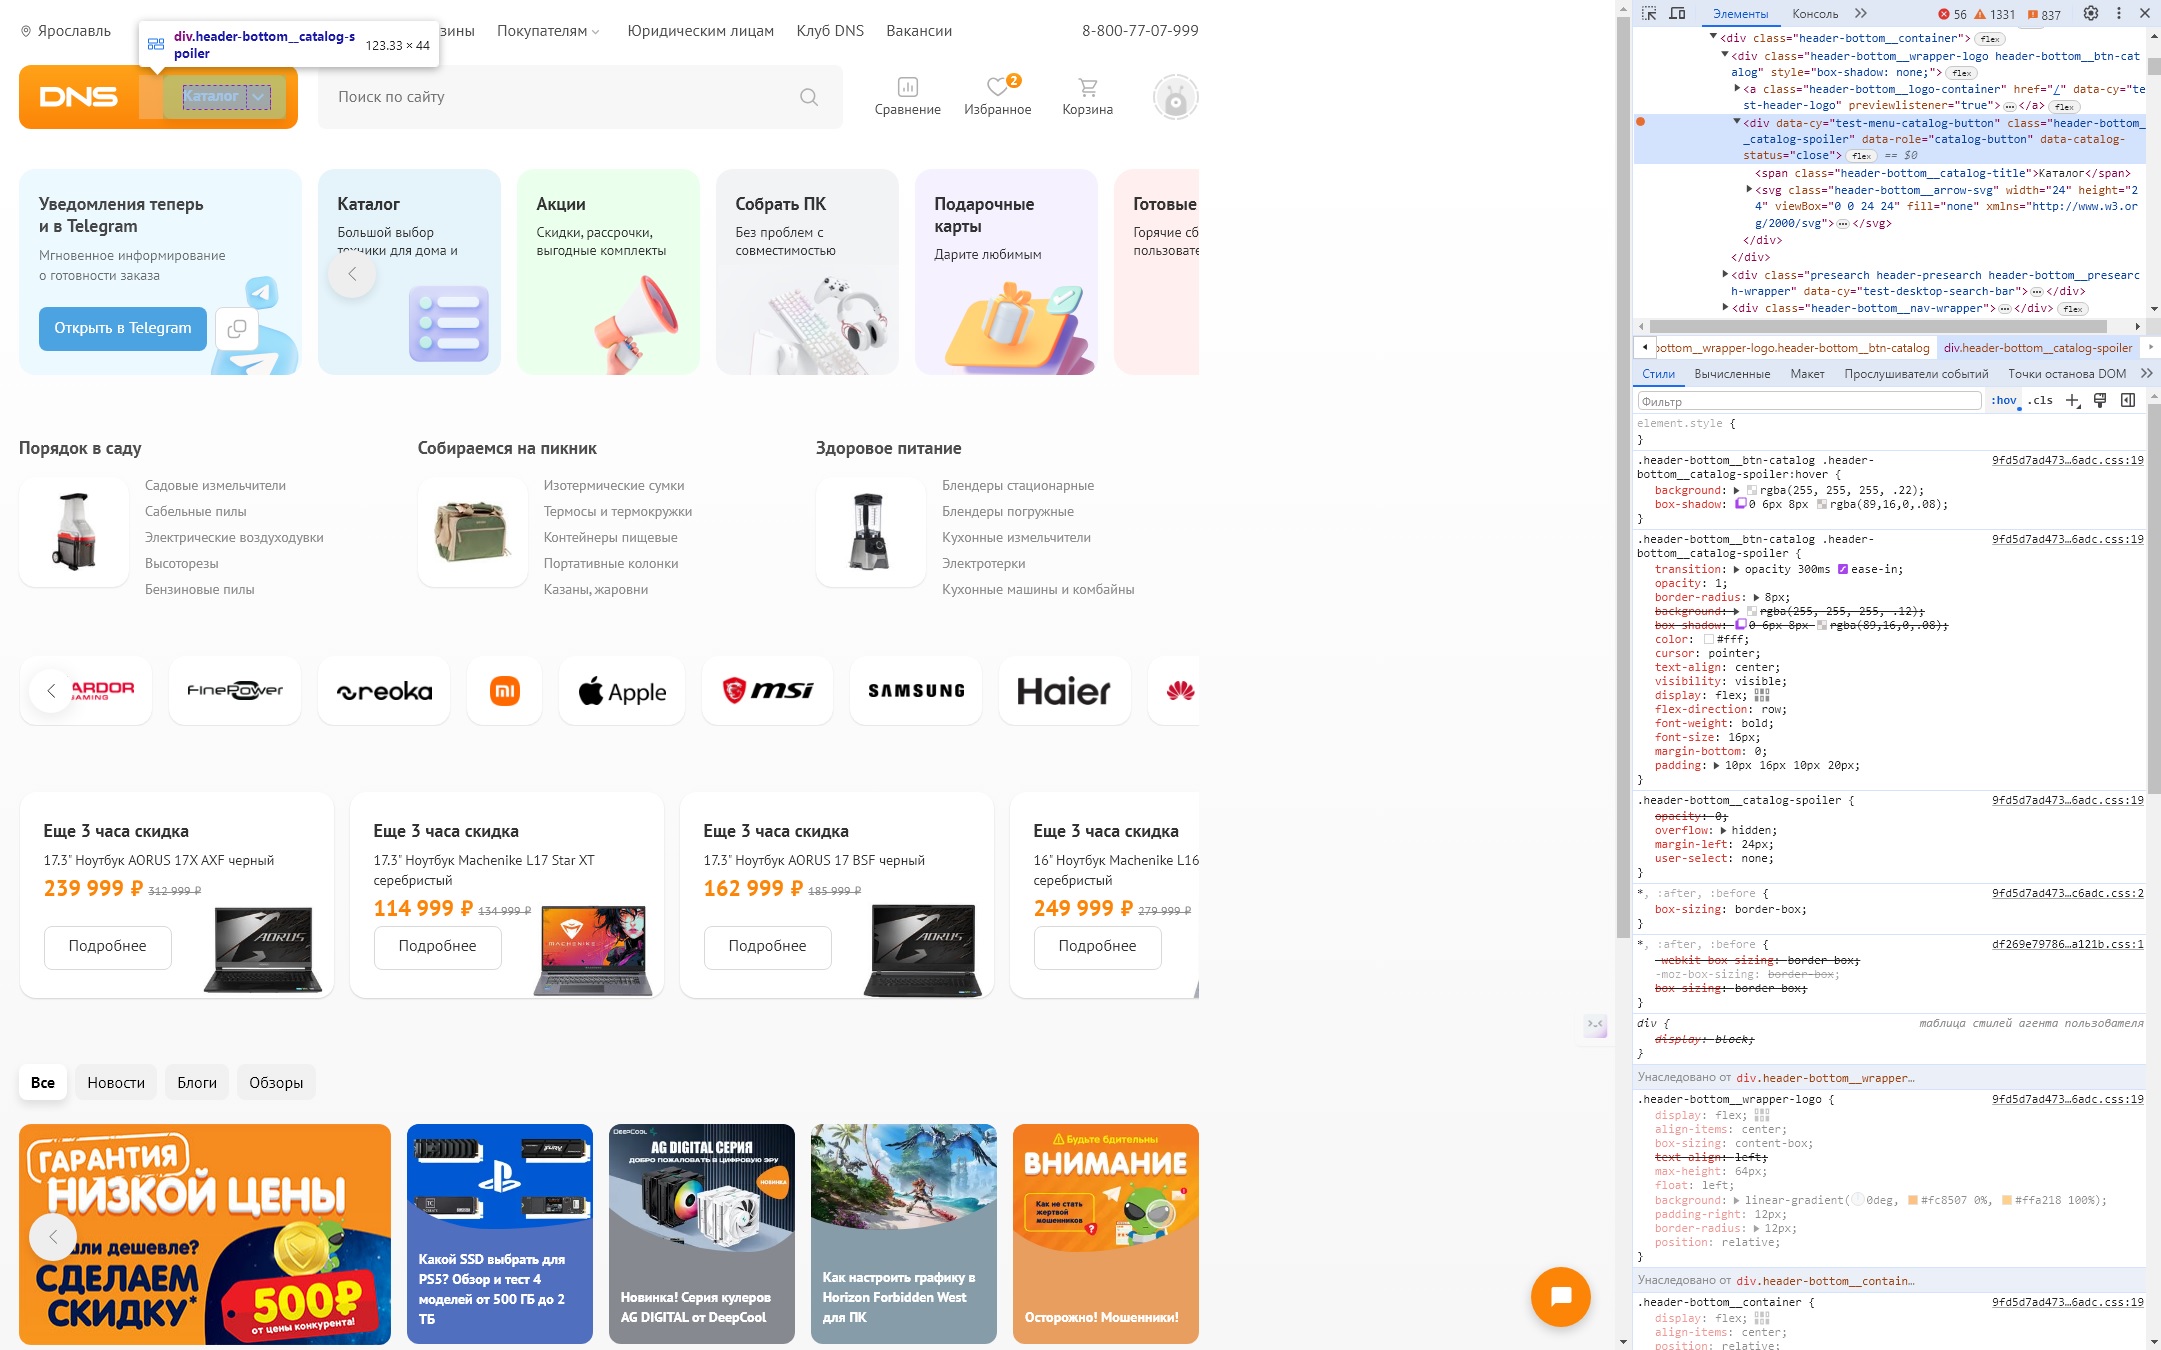 Ярославль
зины
Покупателям
Юридическим лицам
Клуб DNS
Вакансии
8-800-77-07-999
div.header-bottom__catalog-s
poiler
123.33 × 44
DNS
Каталог
Поиск по сайту
Сравнение
2
Избранное
Корзина
Уведомления теперь
и в Telegram
Мгновенное информирование
о готовности заказа
Открыть в Telegram
Каталог
Большой выбор
техники для дома и
Акции
Скидки, рассрочки,
выгодные комплекты
Собрать ПК
Без проблем с
совместимостью
Подарочные
карты
Дарите любимым
Готовые
Горячие сб
пользовате
Порядок в саду
Садовые измельчители
Сабельные пилы
Электрические воздуходувки
Высоторезы
Бензиновые пилы
Собираемся на пикник
Изотермические сумки
Термосы и термокружки
Контейнеры пищевые
Портативные колонки
Казаны, жаровни
Здоровое питание
Блендеры стационарные
Блендеры погружные
Кухонные измельчители
Электротерки
Кухонные машины и комбайны
ARDOR
GAMING
FinePower
reoka
mi
Apple
msi
SAMSUNG
Haier
Еще 3 часа скидка
17.3" Ноутбук AORUS 17X AXF черный
239 999 ₽ 312 999 ₽
Подробнее
AORUS
Еще 3 часа скидка
17.3" Ноутбук Machenike L17 Star XT
серебристый
114 999 ₽ 134 999 ₽
Подробнее
MACHENIKE
Еще 3 часа скидка
17.3" Ноутбук AORUS 17 BSF черный
162 999 ₽ 185 999 ₽
Подробнее
AORUS
Еще 3 часа скидка
16" Ноутбук Machenike L16
серебристый
249 999 ₽ 279 999 ₽
Подробнее
Все
Новости
Блоги
Обзоры
ГАРАНТИЯ
НИЗКОЙ ЦЕНЫ
шли дешевле?
СДЕЛАЕМ
СКИДКУ*
500₽
от цены конкурента!
FURY
Какой SSD выбрать для
PS5? Обзор и тест 4
моделей от 500 ГБ до 2
ТБ
DEEPCOOL
AG DIGITAL СЕРИЯ
ДОБРО ПОЖАЛОВАТЬ В ЦИФРОВУЮ ЭРУ
НОВИНКА!
Новинка! Серия кулеров
AG DIGITAL от DeepCool
Как настроить графику в
Horizon Forbidden West
для ПК
Будьте бдительны
ВНИМАНИЕ
Как не стать
жертвой
мошенников
Осторожно! Мошенники!
Элементы
Консоль
56
1331
837
<div class="header-bottom__container"> flex
<div class="header-bottom__wrapper-logo header-bottom__btn-cat
alog" style="box-shadow: none;"> flex
<a class="header-bottom__logo-container" href="/" data-cy="te
st-header-logo" previewlistener="true"> … </a> flex
<div data-cy="test-menu-catalog-button" class="header-bottom_
_catalog-spoiler" data-role="catalog-button" data-catalog-
status="close"> flex == $0
<span class="header-bottom__catalog-title">Каталог</span>
<svg class="header-bottom__arrow-svg" width="24" height="2
4" viewBox="0 0 24 24" fill="none" xmlns="http://www.w3.or
g/2000/svg"> … </svg>
</div>
</div>
<div class="presearch header-presearch header-bottom__presearc
h-wrapper" data-cy="test-desktop-search-bar"> … </div>
<div class="header-bottom__nav-wrapper"> … </div> flex
ottom__wrapper-logo.header-bottom__btn-catalog
div.header-bottom__catalog-spoiler
Стили
Вычисленные
Макет
Прослушиватели событий
Точки останова DOM
Фильтр
:hov
.cls
element.style {
}
.header-bottom__btn-catalog .header-
bottom__catalog-spoiler:hover {
9fd5d7ad473…6adc.css:19
background: rgba(255, 255, 255, .22);
box-shadow: 0 6px 8px rgba(89,16,0,.08);
}
.header-bottom__btn-catalog .header-
bottom__catalog-spoiler {
9fd5d7ad473…6adc.css:19
transition: opacity 300ms ease-in;
opacity: 1;
border-radius: 8px;
background: rgba(255, 255, 255, .12);
box-shadow: 0 6px 8px rgba(89,16,0,.08);
color: #fff;
cursor: pointer;
text-align: center;
visibility: visible;
display: flex;
flex-direction: row;
font-weight: bold;
font-size: 16px;
margin-bottom: 0;
padding: 10px 16px 10px 20px;
}
.header-bottom__catalog-spoiler {
9fd5d7ad473…6adc.css:19
opacity: 0;
overflow: hidden;
margin-left: 24px;
user-select: none;
}
*, :after, :before {
9fd5d7ad473…c6adc.css:2
box-sizing: border-box;
}
*, :after, :before {
df269e79786…a121b.css:1
-webkit-box-sizing: border-box;
-moz-box-sizing: border-box;
box-sizing: border-box;
}
div {
таблица стилей агента пользователя
display: block;
}
Унаследовано от div.header-bottom__wrapper…
.header-bottom__wrapper-logo {
9fd5d7ad473…6adc.css:19
display: flex;
align-items: center;
box-sizing: content-box;
text-align: left;
max-height: 64px;
float: left;
background: linear-gradient(0deg, #fc8507 0%, #ffa218 100%);
padding-right: 12px;
border-radius: 12px;
position: relative;
}
Унаследовано от div.header-bottom__contain…
.header-bottom__container {
9fd5d7ad473…6adc.css:19
display: flex;
align-items: center;
position: relative;